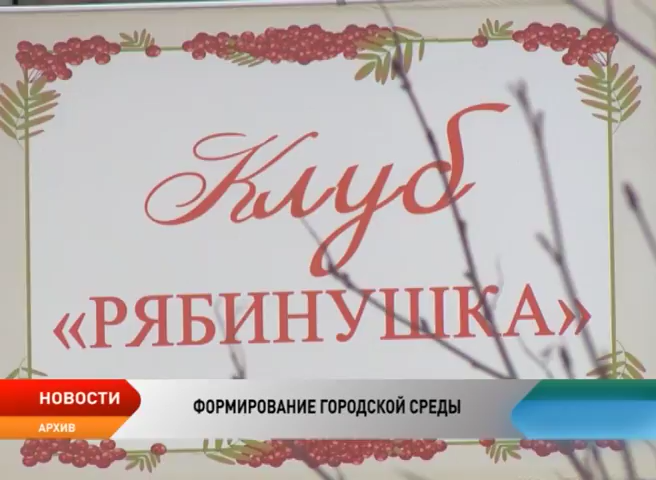 Клуб
«РЯБИНУШКА»
НОВОСТИ
ФОРМИРОВАНИЕ ГОРОДСКОЙ СРЕДЫ
АРХИВ